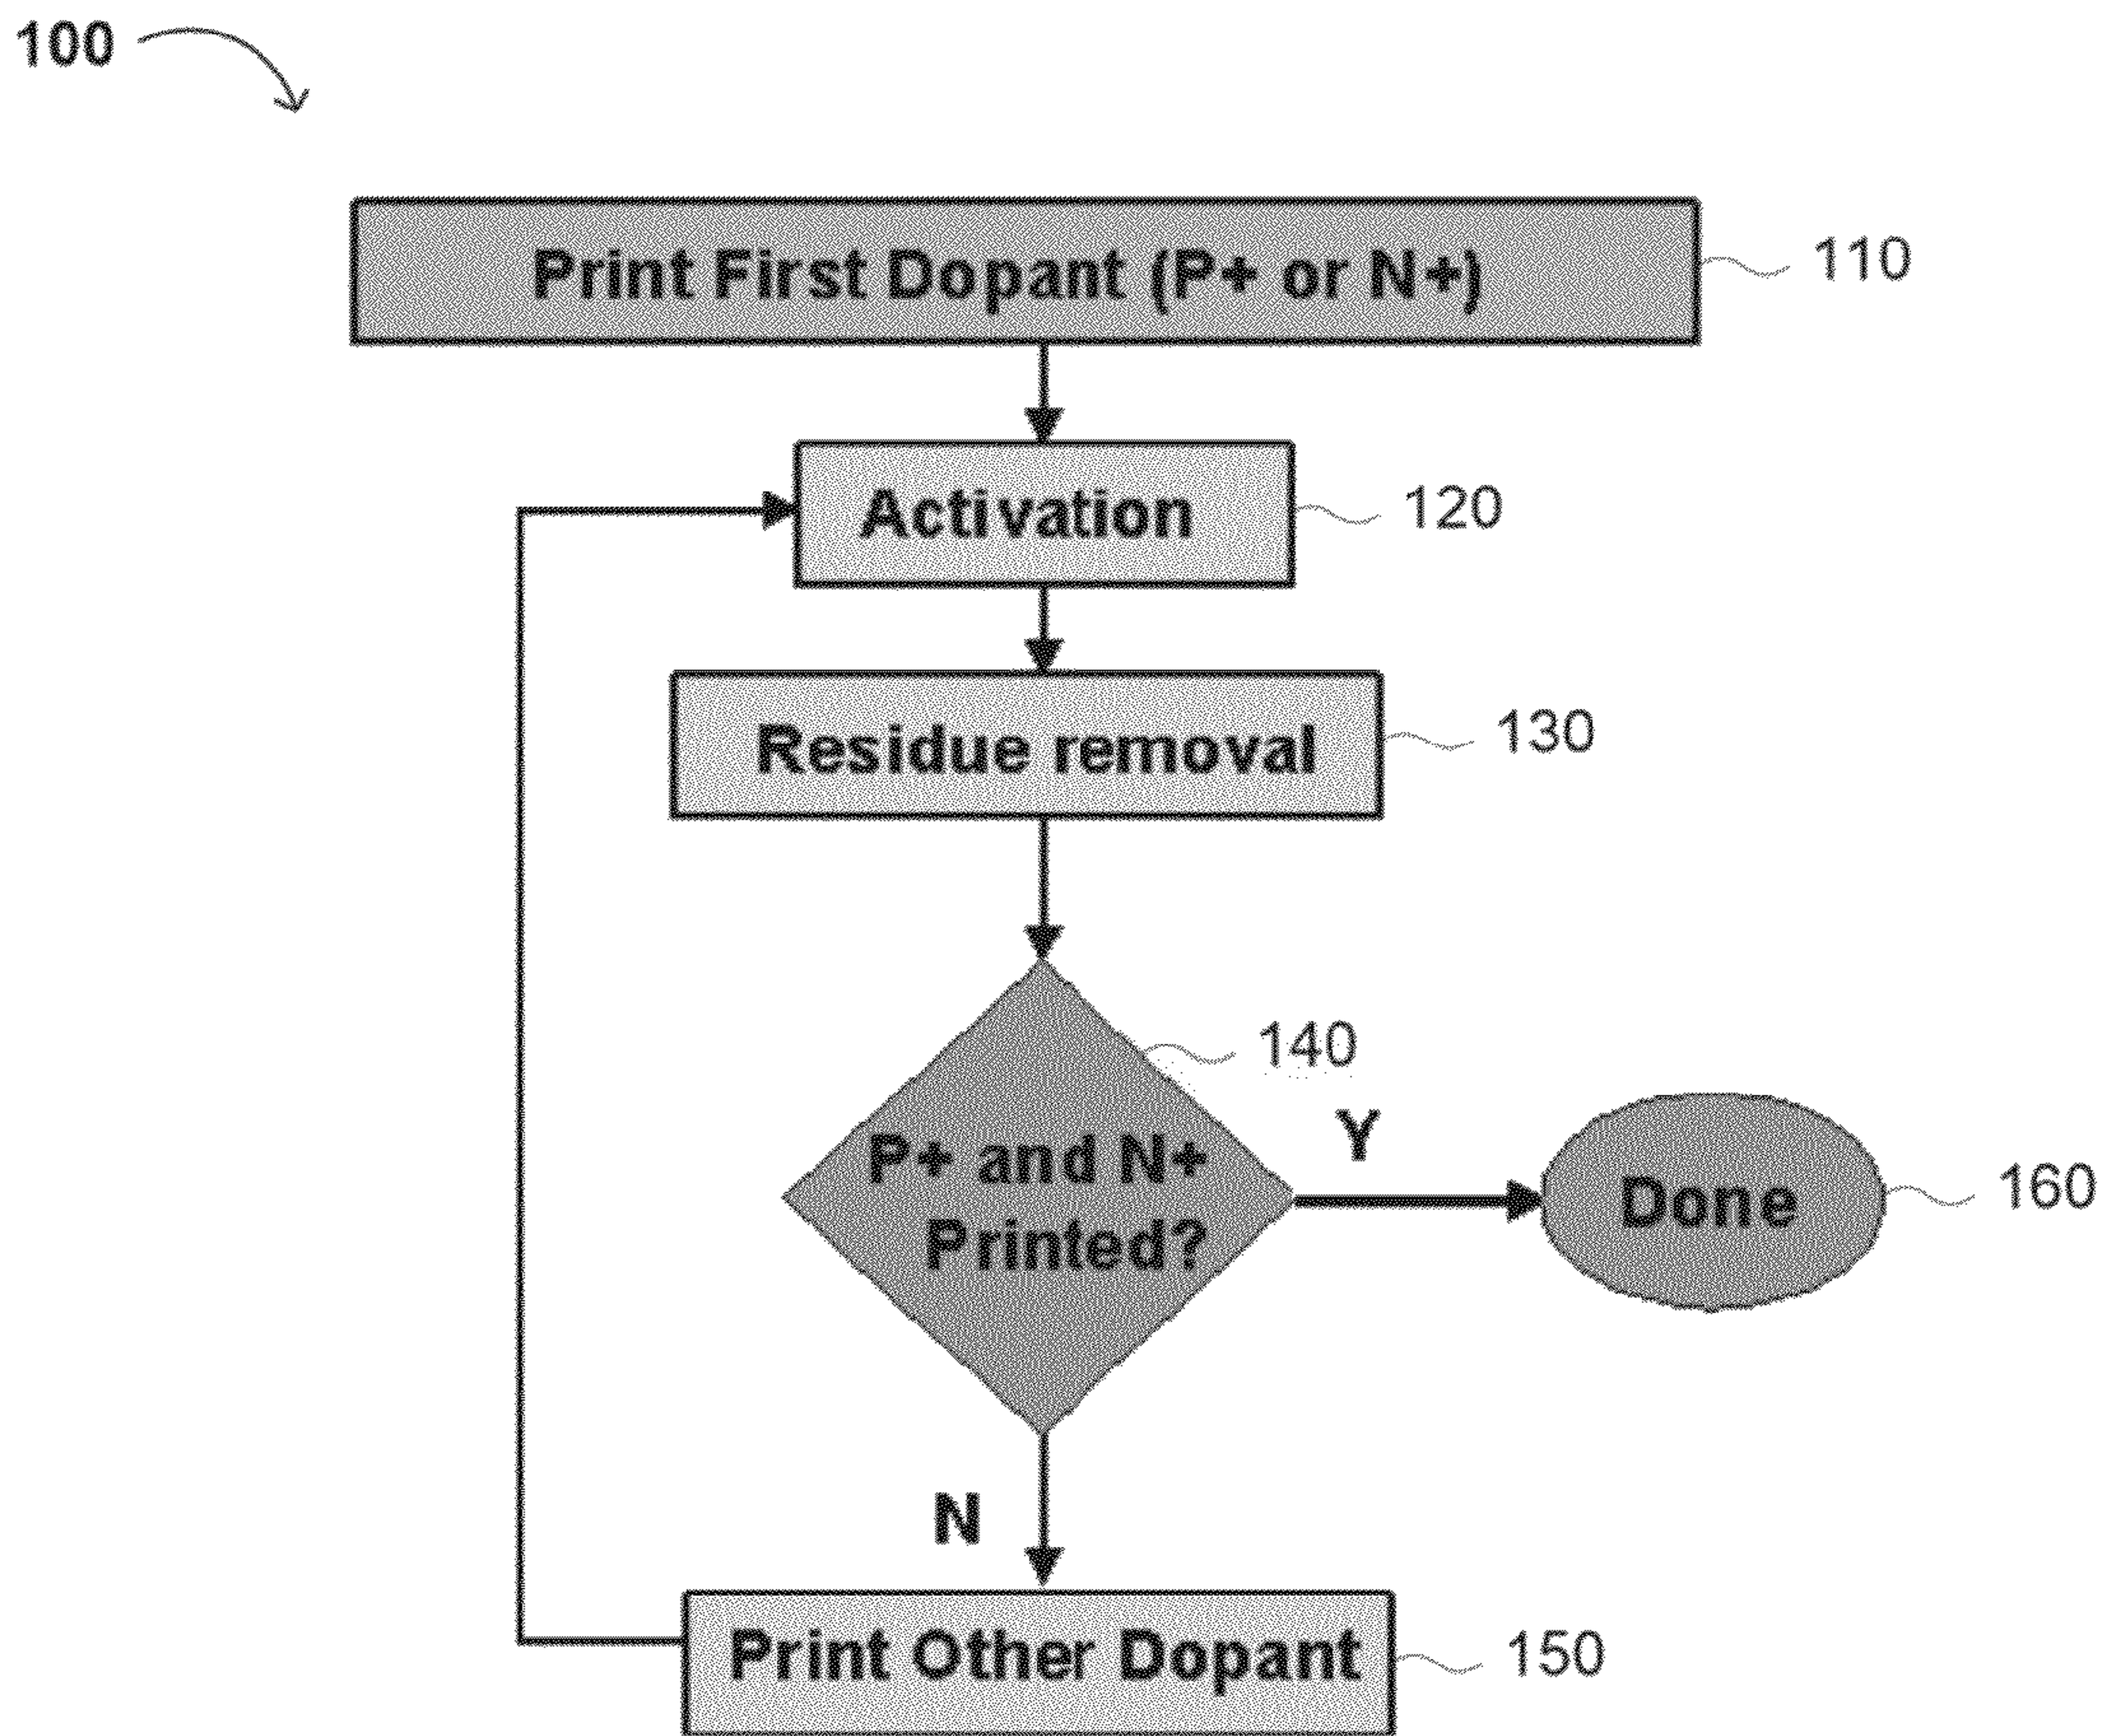 100
Print First Dopant (P+ or N+)
110
Activation
120
Residue removal
130
140
P+ and N+
Printed?
Y
Done
160
N
Print Other Dopant
150